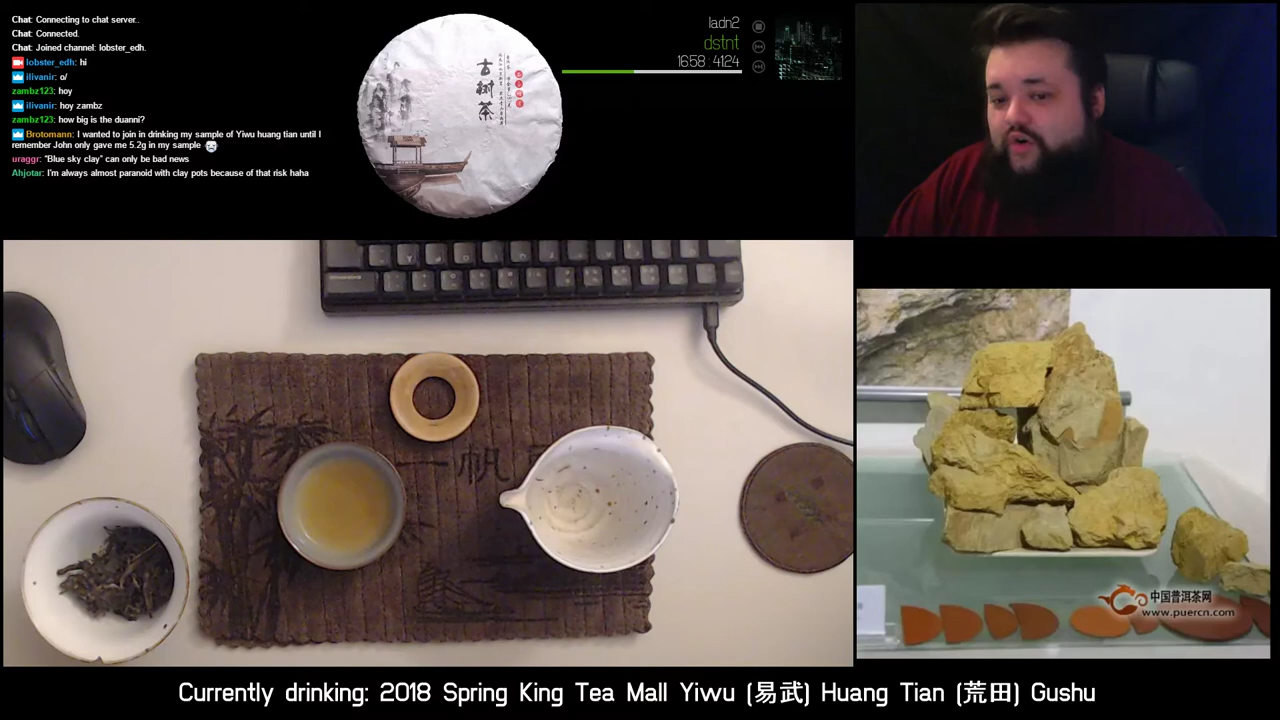 Chat: Connecting to chat server..
Chat: Connected.
Chat: Joined channel: lobster_edh.
lobster_edh: hi
ilivanir: o/
zambz123: hoy
ilivanir: hoy zambz
zambz123: how big is the duanni?
Brotomann: I wanted to join in drinking my sample of Yiwu huang tian until I
remember John only gave me 5.2g in my sample
uraggr: "Blue sky clay" can only be bad news
Ahjotar: I'm always almost paranoid with clay pots because of that risk haha
古树茶
ladn2
dstnt
1658:4124
一帆
中国普洱茶网
www.puercn.com
Currently drinking: 2018 Spring King Tea Mall Yiwu (易武) Huang Tian (荒田) Gushu